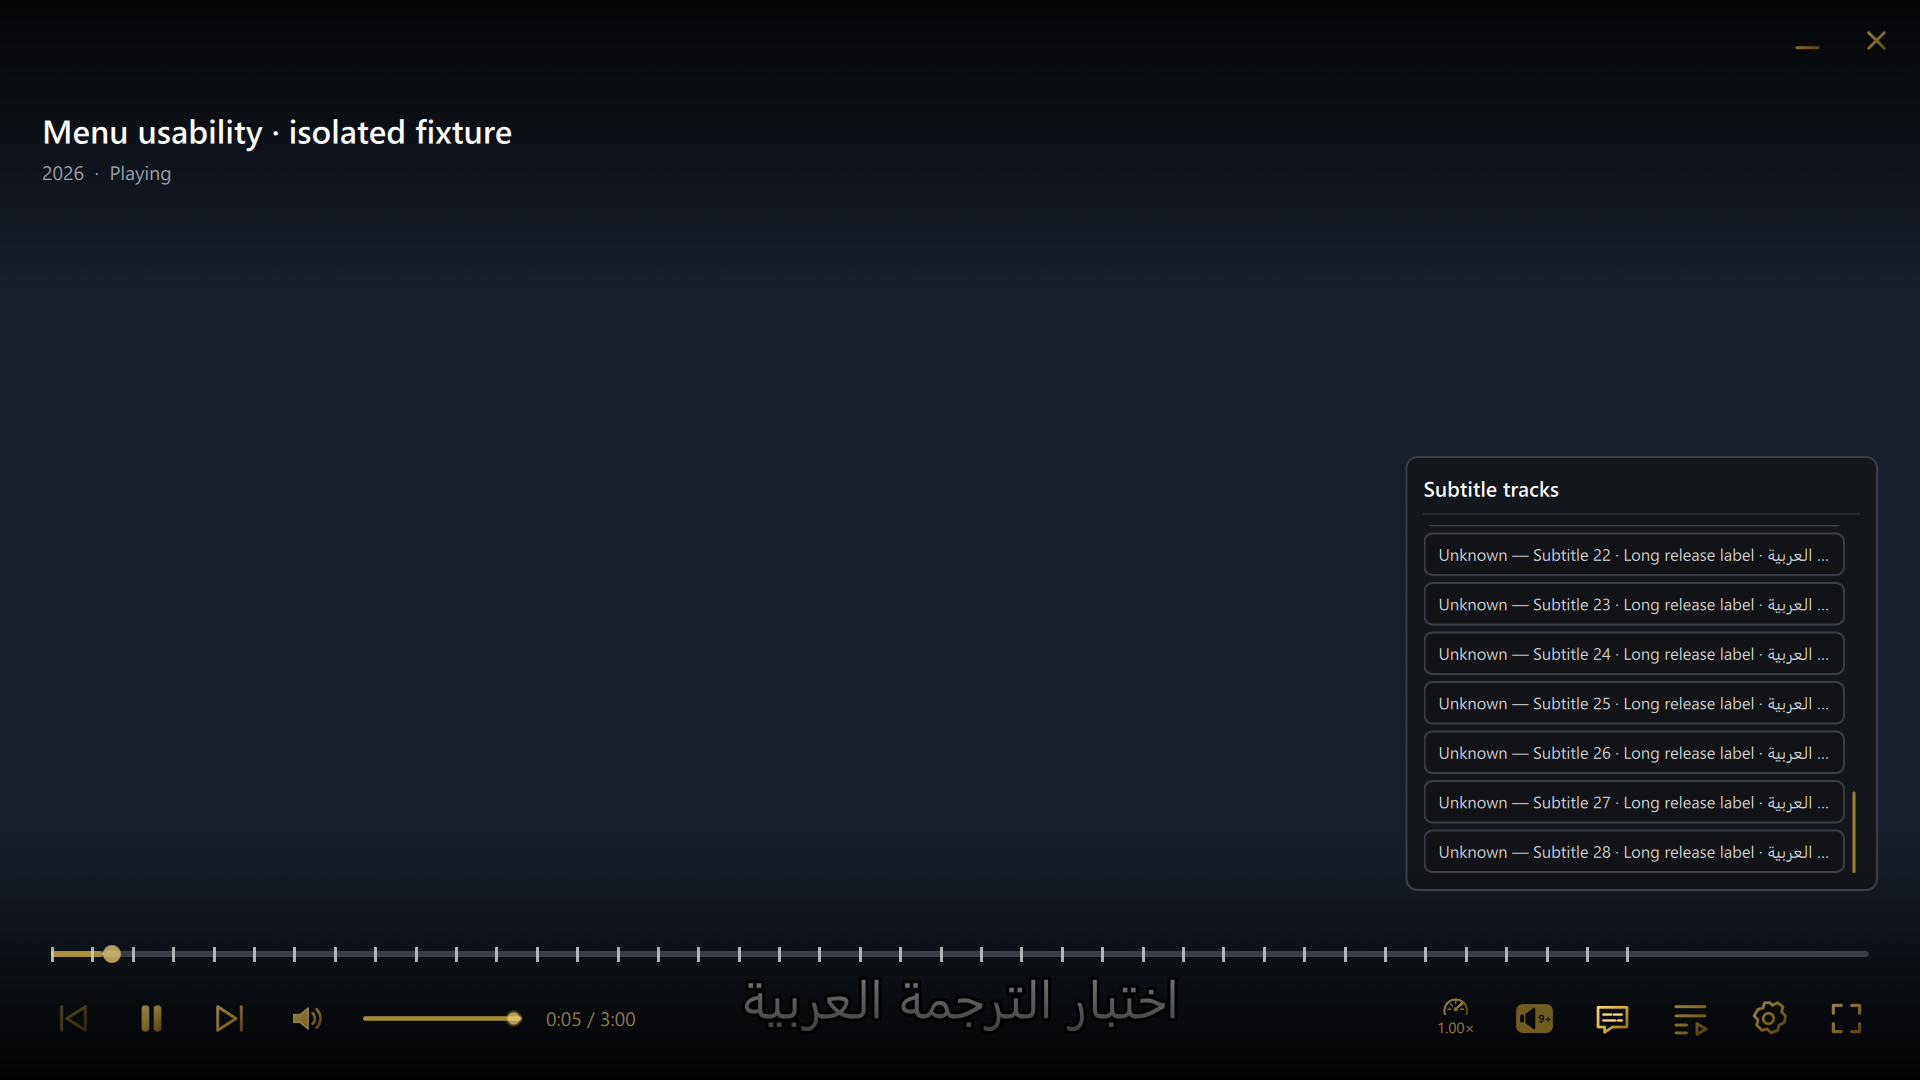 Menu usability · isolated fixture
2026 · Playing
Subtitle tracks
Unknown — Subtitle 22 · Long release label · العربية ...
Unknown — Subtitle 23 · Long release label · العربية ...
Unknown — Subtitle 24 · Long release label · العربية ...
Unknown — Subtitle 25 · Long release label · العربية ...
Unknown — Subtitle 26 · Long release label · العربية ...
Unknown — Subtitle 27 · Long release label · العربية ...
Unknown — Subtitle 28 · Long release label · العربية ...
اختبار الترجمة العربية
0:05 / 3:00
1.00×
9+